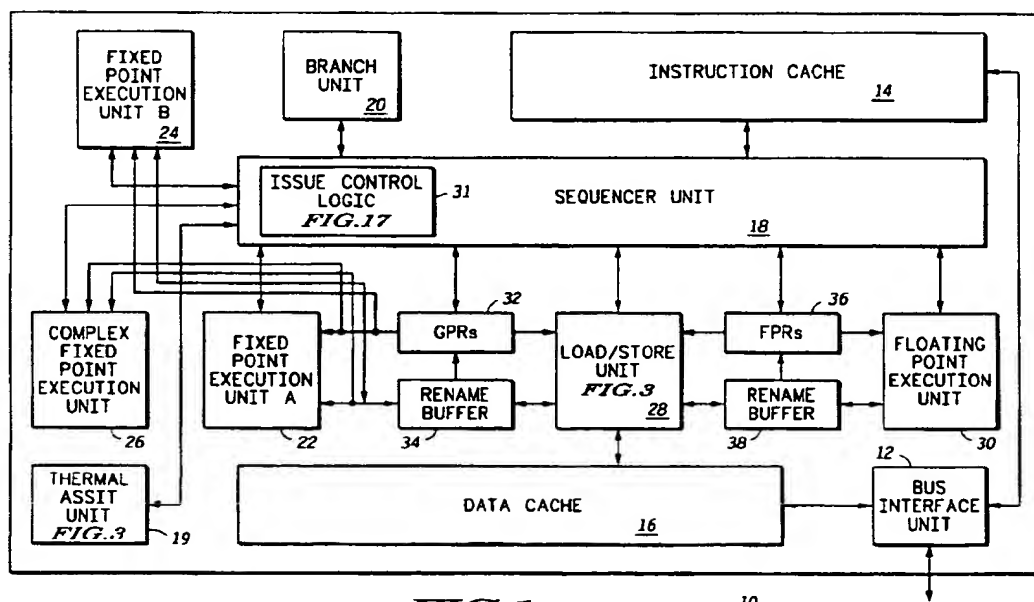 FIXED
POINT
EXECUTION
UNIT B
24
BRANCH
UNIT
20
INSTRUCTION CACHE
14
ISSUE CONTROL
LOGIC
FIG.17
31
SEQUENCER UNIT
18
COMPLEX
FIXED
POINT
EXECUTION
UNIT
26
FIXED
POINT
EXECUTION
UNIT A
22
32
GPRs
RENAME
BUFFER
34
LOAD/STORE
UNIT
FIG.3
28
36
FPRs
RENAME
BUFFER
38
FLOATING
POINT
EXECUTION
UNIT
30
THERMAL
ASSIT
UNIT
FIG.3
19
DATA CACHE
16
12
BUS
INTERFACE
UNIT
10